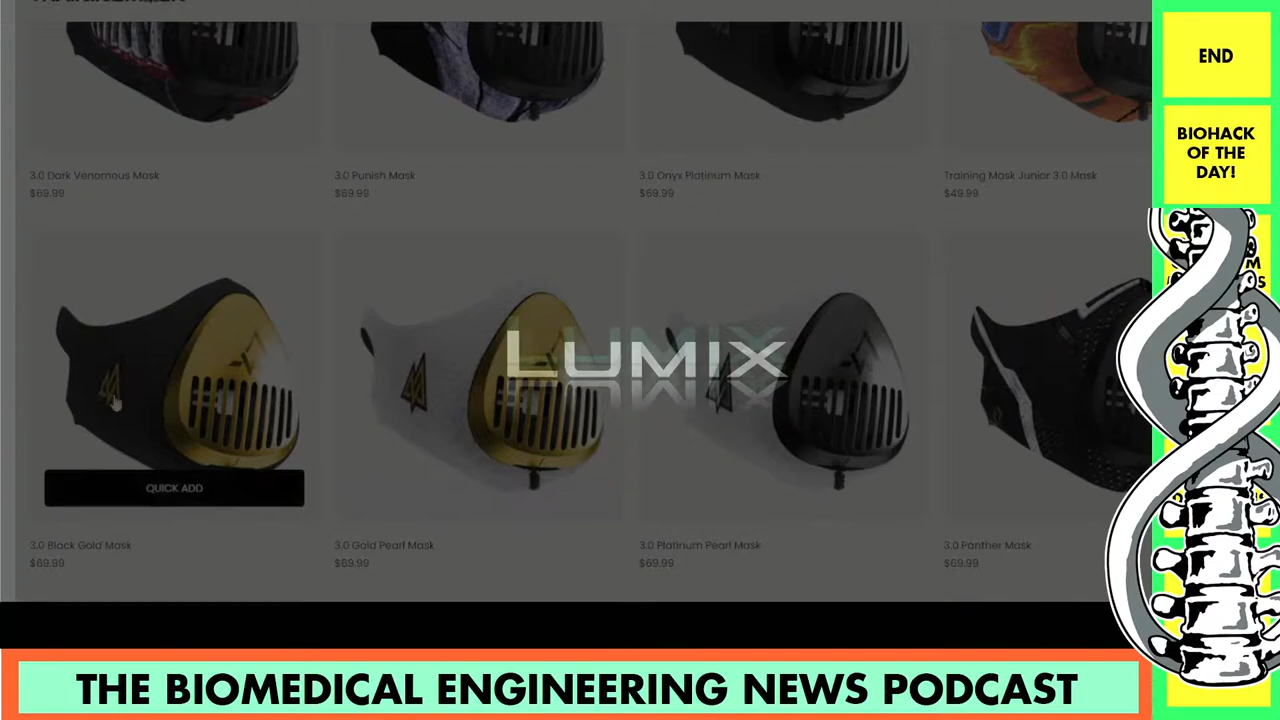 END
BIOHACK
OF THE
DAY!
3.0 Dark Venomous Mask
$69.99
3.0 Punish Mask
$69.99
3.0 Onyx Platinum Mask
$69.99
Training Mask Junior 3.0 Mask
$49.99
LUMIX
QUICK ADD
3.0 Black Gold Mask
$69.99
3.0 Gold Pearl Mask
$69.99
3.0 Platinum Pearl Mask
$69.99
3.0 Panther Mask
$69.99
THE BIOMEDICAL ENGINEERING NEWS PODCAST